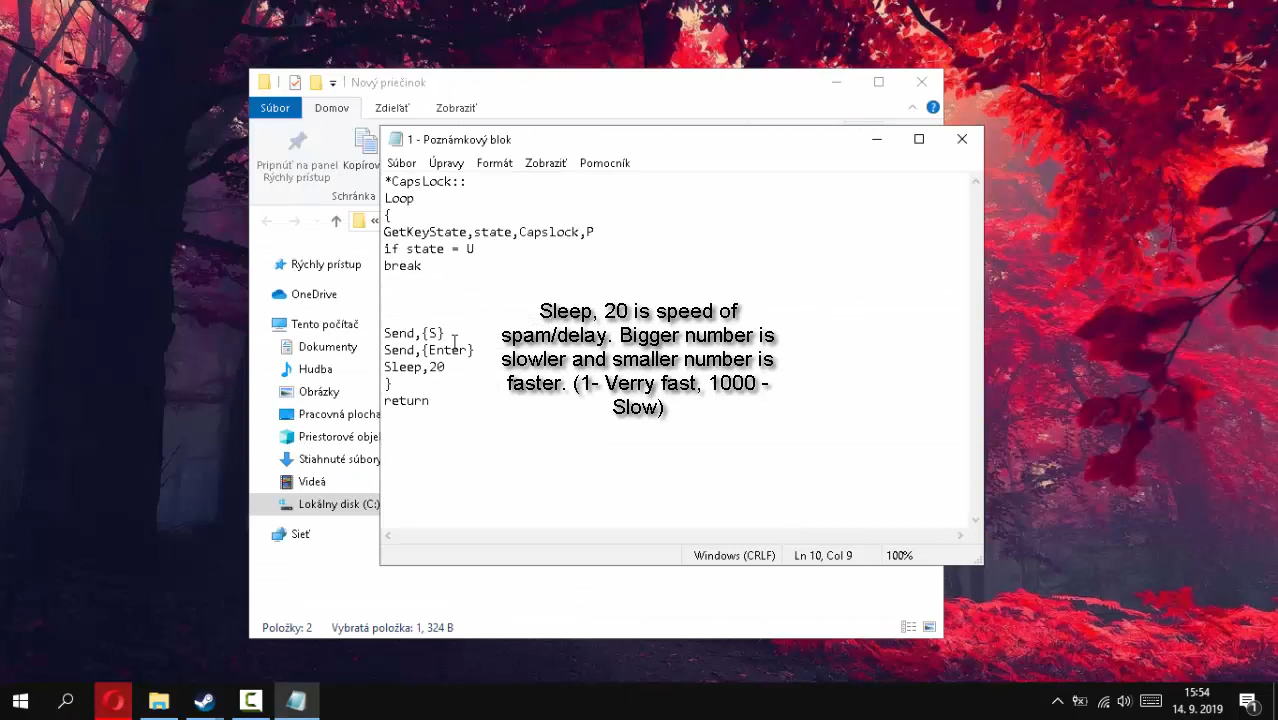 Nový priečinok
Súbor
Domov
Zdieľať
Zobraziť
Pripnúť na panel
Rýchly prístup
Kopírov
Schránka
«
1 - Poznámkový blok
Súbor
Úpravy
Formát
Zobraziť
Pomocník
*CapsLock::
Loop
{
GetKeyState,state,Capslock,P
if state = U
break
Send,{S}
Send,{Enter}
Sleep,20
}
return
Sleep, 20 is speed of
spam/delay. Bigger number is
slowler and smaller number is
faster. (1- Verry fast, 1000 -
Slow)
Windows (CRLF)
Ln 10, Col 9
100%
Rýchly prístup
OneDrive
Tento počítač
Dokumenty
Hudba
Obrázky
Pracovná plocha
Priestorové obje
Stiahnuté súbory
Videá
Lokálny disk (C:)
Sieť
Položky: 2
Vybratá položka: 1, 324 B
15:54
14. 9. 2019
1